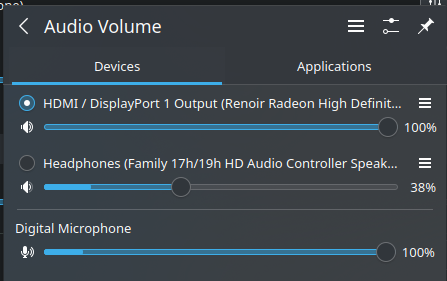 Audio Volume
Devices
Applications
HDMI / DisplayPort 1 Output (Renoir Radeon High Definit...
100%
Headphones (Family 17h/19h HD Audio Controller Speak...
38%
Digital Microphone
100%